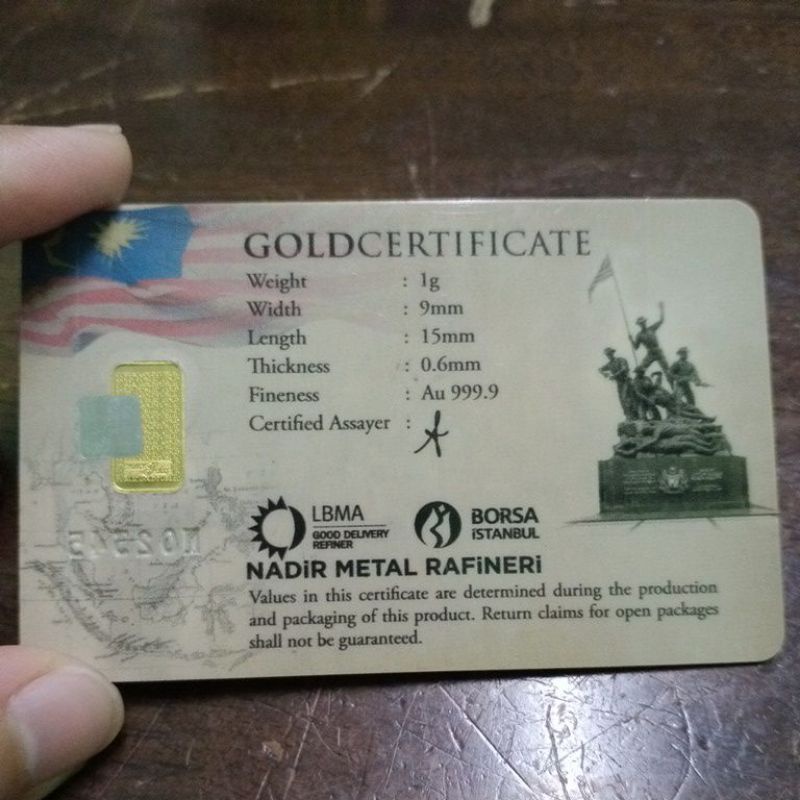 GOLDCERTIFICATE
Weight : 1g
Width : 9mm
Length : 15mm
Thickness : 0.6mm
Fineness : Au 999.9
Certified Assayer :
LBMA
GOOD DELIVERY
REFINER
BORSA
İSTANBUL
NADİR METAL RAFİNERİ
Values in this certificate are determined during the production
and packaging of this product. Return claims for open packages
shall not be guaranteed.